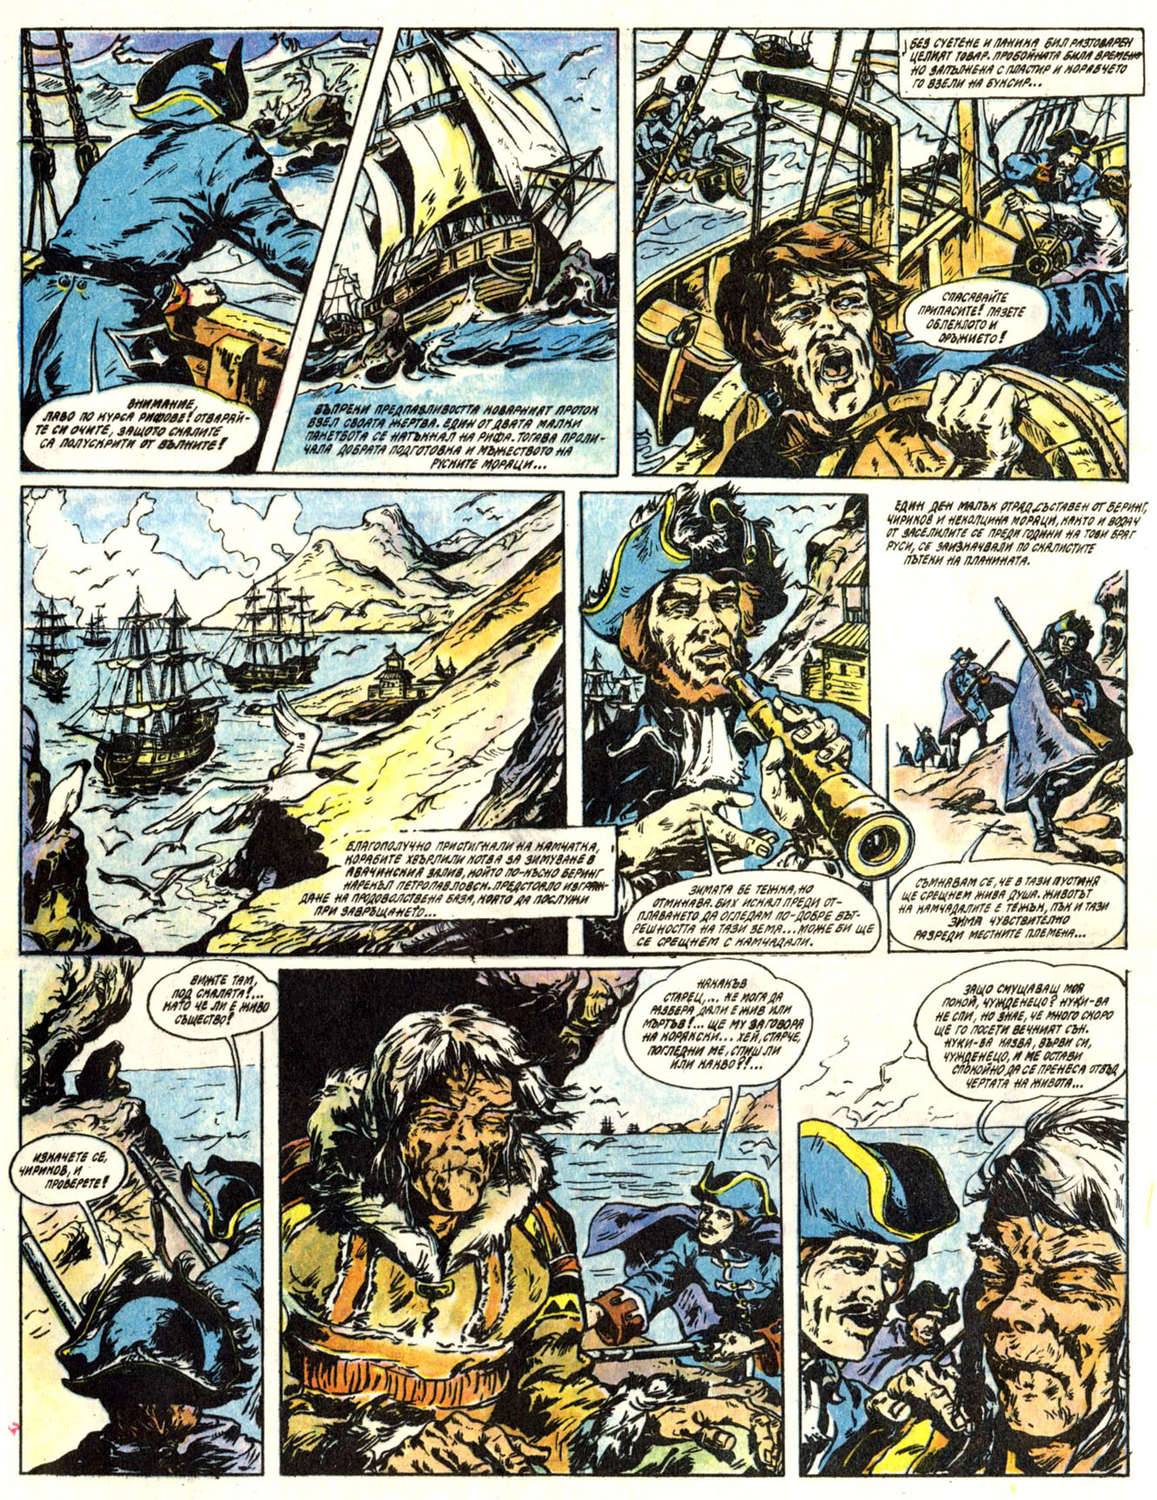 ВНИМАНИЕ,
ЛЯВО ПО КУРСА РИФОВЕ! ОТВАРЯЙ-
ТЕ СИ ОЧИТЕ, ЗАЩОТО СКАЛИТЕ
СА ПОЛУСКРИТИ ОТ ВЪЛНИТЕ!
ВЪПРЕКИ ПРЕДПАЗЛИВОСТТА КОВАРНИЯТ ПРОТОК
ВЗЕЛ СВОЯТА ЖЕРТВА. ЕДИН ОТ ДВАТА МАЛКИ
ПАКЕТБОТА СЕ НАТЪКНАЛ НА РИФА. ТОГАВА ПРОЛИ-
ЧАЛА ДОБРАТА ПОДГОТОВКА И МЪЖЕСТВОТО НА
РУСКИТЕ МОРЯЦИ...
БЕЗ СУЕТЕНЕ И ПАНИКА БИЛ РАЗТОВАРЕН
ЦЕЛИЯТ ТОВАР. ПРОБОЙНАТА БИЛА ВРЕМЕН-
НО ЗАПЪЛНЕНА С ПЛАСТИР И КОРАБЧЕТО
ГО ВЗЕЛИ НА БУКСИР...
СПАСЯВАЙТЕ
ПРИПАСИТЕ! ПАЗЕТЕ
ОБЛЕКЛОТО И
ОРЪЖИЕТО!
БЛАГОПОЛУЧНО ПРИСТИГНАЛИ НА КАМЧАТКА,
КОРАБИТЕ ХВЪРЛИЛИ КОТВА ЗА ЗИМУВАНЕ В
АВАЧИНСКИЯ ЗАЛИВ, КОЙТО ПО-КЪСНО БЕРИНГ
НАРЕКЪЛ ПЕТРОПАВЛОВСК. ПРЕДСТОЯЛО ИЗГРАЖ-
ДАНЕ НА ПРОДОВОЛСТВЕНА БАЗА, КОЯТО ДА ПОСЛУЖИ
ПРИ ЗАВРЪЩАНЕТО...
ЗИМАТА БЕ ТЕЖКА, НО
ОТМИНАВА. БИХ ИСКАЛ ПРЕДИ ОТ-
ПЛАВАНЕТО ДА ОГЛЕДАМ ПО-ДОБРЕ ВЪТ-
РЕШНОСТТА НА ТАЗИ ЗЕМЯ... МОЖЕ БИ ЩЕ
СЕ СРЕЩНЕМ С КАМЧАДАЛИ.
ЕДИН ДЕН МАЛЪК ОТРЯД, СЪСТАВЕН ОТ БЕРИНГ,
ЧИРИКОВ И НЕКОЛЦИНА МОРЯЦИ, КАКТО И ВОДАЧ
ОТ ЗАСЕЛИЛИТЕ СЕ ПРЕДИ ГОДИНИ НА ТОВИ БРЯГ
РУСИ, СЕ ЗАИЗКАЧВАЛИ ПО СКАЛИСТИТЕ
ПЪТЕКИ НА ПЛАНИНАТА.
СЪМНЯВАМ СЕ, ЧЕ В ТАЗИ ПУСТИНЯ
ЩЕ СРЕЩНЕМ ЖИВА ДУША. ЖИВОТЪТ
НА КАМЧАДАЛИТЕ Е ТЕЖЪК, ПЪК И ТАЗИ
ЗИМА ЧУВСТВИТЕЛНО
РАЗРЕДИ МЕСТНИТЕ ПЛЕМЕНА...
ВИЖТЕ ТАМ,
ПОД СКАЛАТА!...
КАТО ЧЕ ЛИ Е ЖИВО
СЪЩЕСТВО!
ИЗКАЧЕТЕ СЕ,
ЧИРИКОВ, И
ПРОВЕРЕТЕ!
НЯКАКЪВ
СТАРЕЦ,... НЕ МОГА ДА
РАЗБЕРА ДАЛИ Е ЖИВ ИЛИ
МЪРТЪВ!... ЩЕ МУ ЗАГОВОРЯ
НА КОРЯКСКИ... ХЕЙ, СТАРЧЕ,
ПОГЛЕДНИ МЕ, СПИШ ЛИ
ИЛИ КАКВО?!...
ЗАЩО СМУЩАВАШ МОЯ
ПОКОЙ, ЧУЖДЕНЕЦО? НУКИ-ВА
НЕ СПИ, НО ЗНАЕ, ЧЕ МНОГО СКОРО
ЩЕ ГО ПОСЕТИ ВЕЧНИЯТ СЪН.
НУКИ-ВА КАЗВА, ВЪРВИ СИ,
ЧУЖДЕНЕЦО, И МЕ ОСТАВИ
СПОКОЙНО ДА СЕ ПРЕНЕСА ОТВЪД
ЧЕРТАТА НА ЖИВОТА...